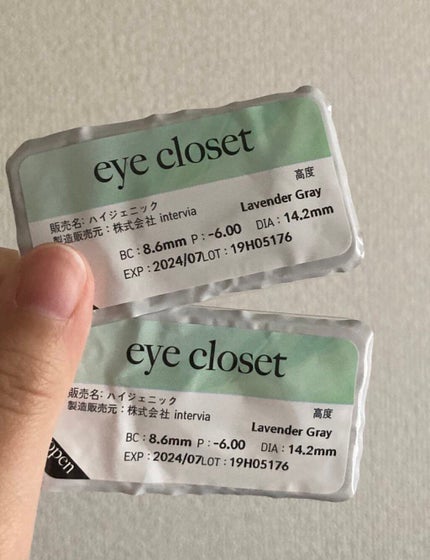 eye closet
高度
販売名: ハイジェニック
Lavender Gray
製造販売元：株式会社 intervia
BC : 8.6mm P : -6.00 DIA : 14.2mm
EXP : 2024/07 LOT : 19H05176
eye closet
販売名: ハイジェニック
高度
製造販売元：株式会社 intervia
Lavender Gray
BC : 8.6mm P : -6.00 DIA : 14.2mm
EXP : 2024/07 LOT : 19H05176